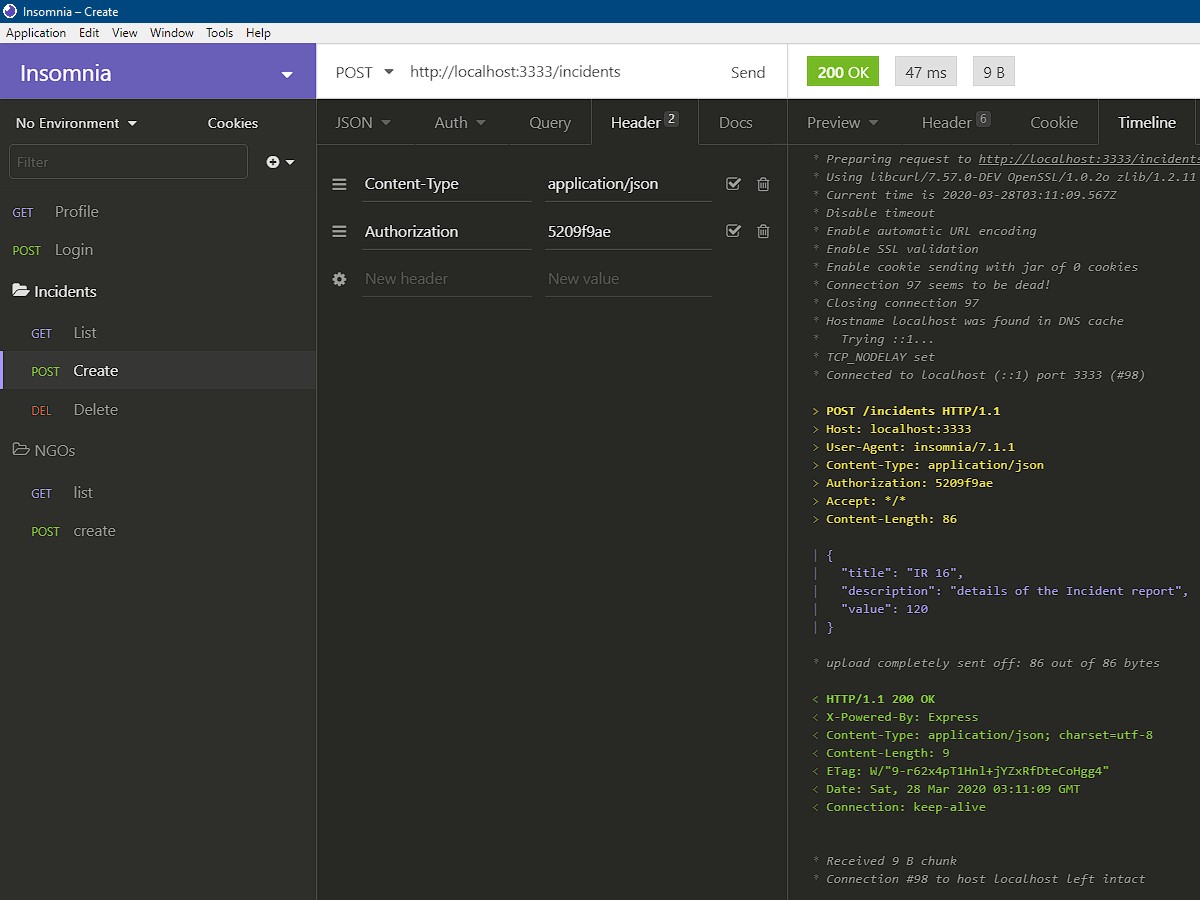 Insomnia – Create
Application Edit View Window Tools Help
Insomnia
POST http://localhost:3333/incidents Send
200 OK 47 ms 9 B
No Environment Cookies
Filter
GET Profile
POST Login
Incidents
GET List
POST Create
DEL Delete
NGOs
GET list
POST create
JSON Auth Query Header 2 Docs
Content-Type application/json
Authorization 5209f9ae
New header New value
Preview Header 6 Cookie Timeline
* Preparing request to http://localhost:3333/incidents
* Using libcurl/7.57.0-DEV OpenSSL/1.0.2o zlib/1.2.11
* Current time is 2020-03-28T03:11:09.567Z
* Disable timeout
* Enable automatic URL encoding
* Enable SSL validation
* Enable cookie sending with jar of 0 cookies
* Connection 97 seems to be dead!
* Closing connection 97
* Hostname localhost was found in DNS cache
*   Trying ::1...
* TCP_NODELAY set
* Connected to localhost (::1) port 3333 (#98)
> POST /incidents HTTP/1.1
> Host: localhost:3333
> User-Agent: insomnia/7.1.1
> Content-Type: application/json
> Authorization: 5209f9ae
> Accept: */*
> Content-Length: 86
| {
|   "title": "IR 16",
|   "description": "details of the Incident report",
|   "value": 120
| }
* upload completely sent off: 86 out of 86 bytes
< HTTP/1.1 200 OK
< X-Powered-By: Express
< Content-Type: application/json; charset=utf-8
< Content-Length: 9
< ETag: W/"9-r62x4pT1Hnl+jYZxRfDteCoHgg4"
< Date: Sat, 28 Mar 2020 03:11:09 GMT
< Connection: keep-alive
* Received 9 B chunk
* Connection #98 to host localhost left intact